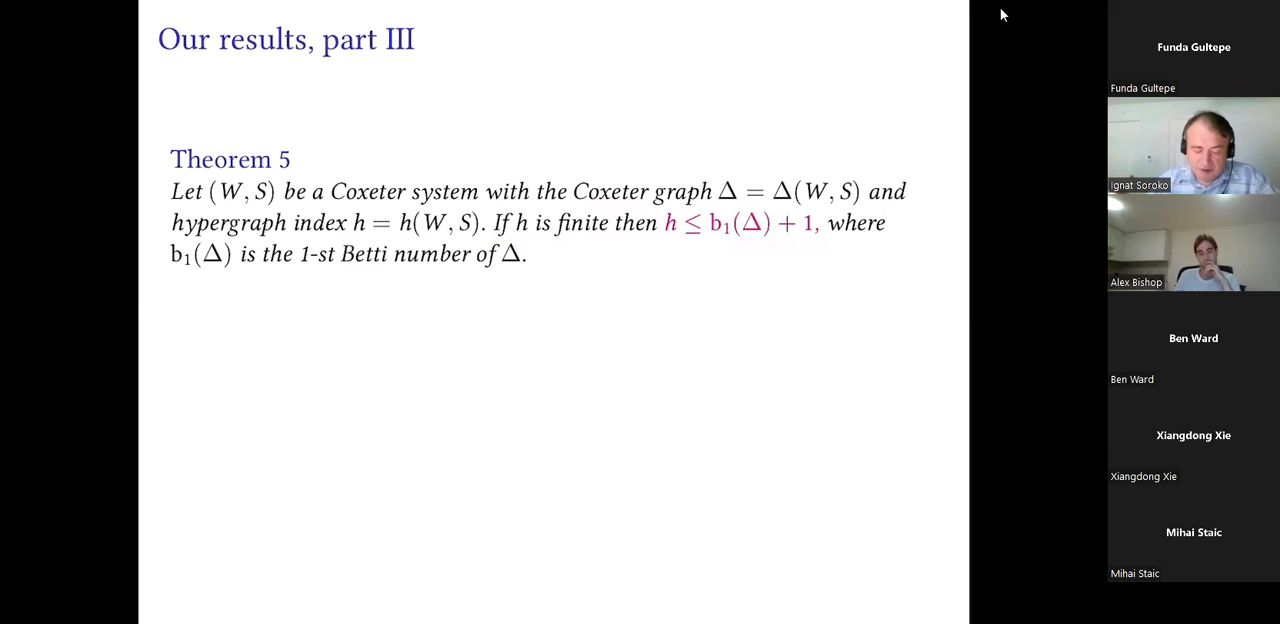 Our results, part III
Theorem 5
Let (W, S) be a Coxeter system with the Coxeter graph Δ = Δ(W, S) and
hypergraph index h = h(W, S). If h is finite then h ≤ b₁(Δ) + 1, where
b₁(Δ) is the 1-st Betti number of Δ.
Funda Gultepe
Funda Gultepe
Ignat Soroko
Alex Bishop
Ben Ward
Ben Ward
Xiangdong Xie
Xiangdong Xie
Mihai Staic
Mihai Staic